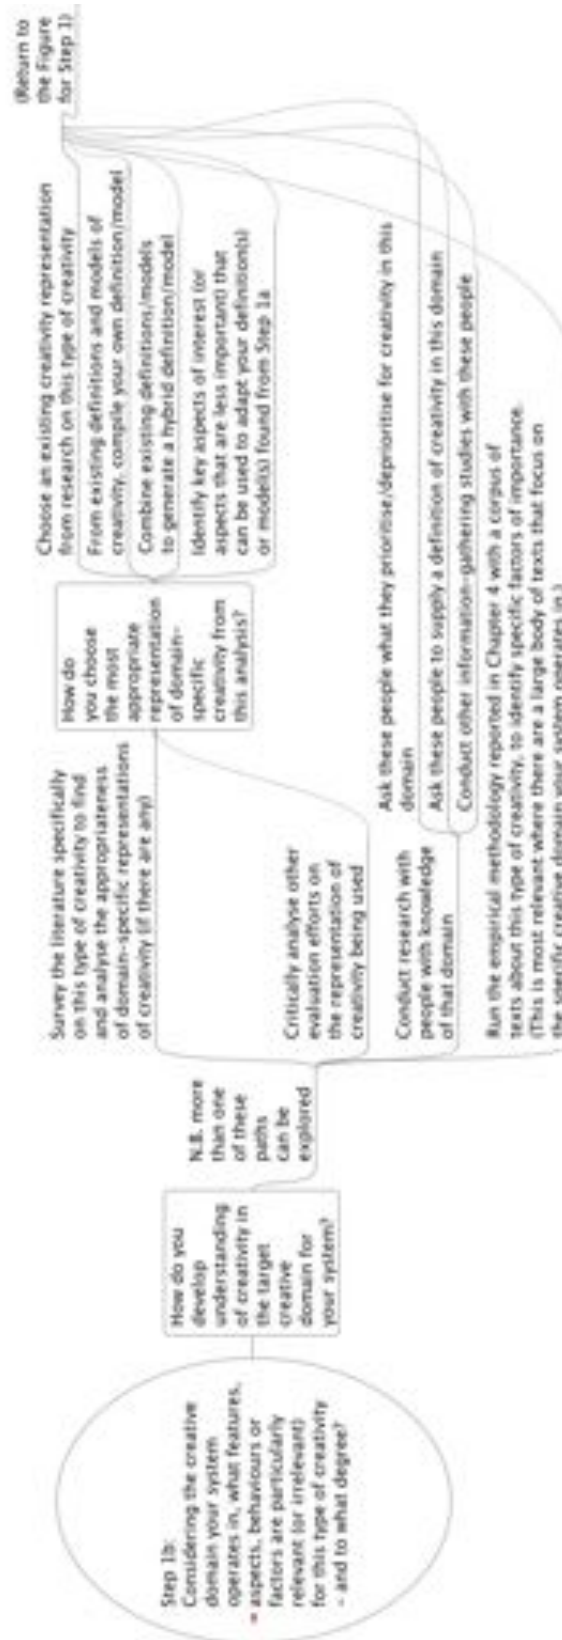 Step 1b:
Considering the creative
domain your system
operates in, what features,
aspects, behaviours or
factors are particularly
relevant (or irrelevant)
for this type of creativity
- and to what degree?
How do you
develop
understanding
of creativity in
the target
creative
domain for
your system?
N.B. more
than one
of these
paths
can be
explored
Survey the literature specifically
on this type of creativity to find
and analyse the appropriateness
of domain-specific representations
of creativity (if there are any)
Critically analyse other
evaluation efforts on
the representation of
creativity being used
How do
you choose
the most
appropriate
representation
of domain-
specific
creativity from
this analysis?
Choose an existing creativity representation
from research on this type of creativity
From existing definitions and models of
creativity, compile your own definition/model
Combine existing definitions/models
to generate a hybrid definition/model
Identify key aspects of interest (or
aspects that are less important) that
can be used to adapt your definition(s)
or model(s) found from Step 1a
Conduct research with
people with knowledge
of that domain
Ask these people what they prioritise/deprioritise for creativity in this
domain
Ask these people to supply a definition of creativity in this domain
Conduct other information-gathering studies with these people
Run the empirical methodology reported in Chapter 4 with a corpus of
texts about this type of creativity, to identify specific factors of importance.
(This is most relevant where there are a large body of texts that focus on
the specific creative domain your system operates in.)
(Return to
the Figure
for Step 1)